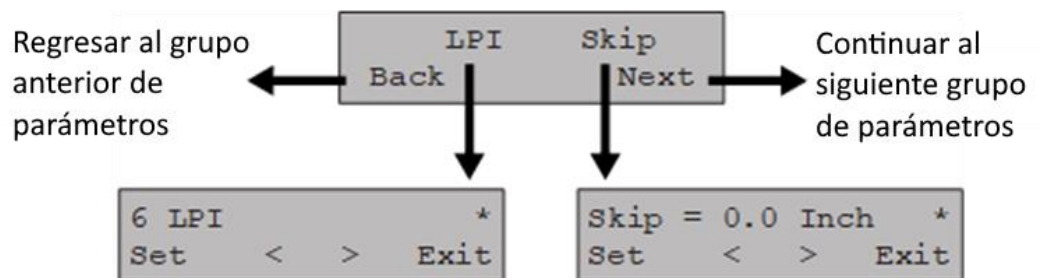 Regresar al grupo
anterior de
parámetros
LPI Skip
Back Next
Continuar al
siguiente grupo
de parámetros
6 LPI *
Set < > Exit
Skip = 0.0 Inch *
Set < > Exit